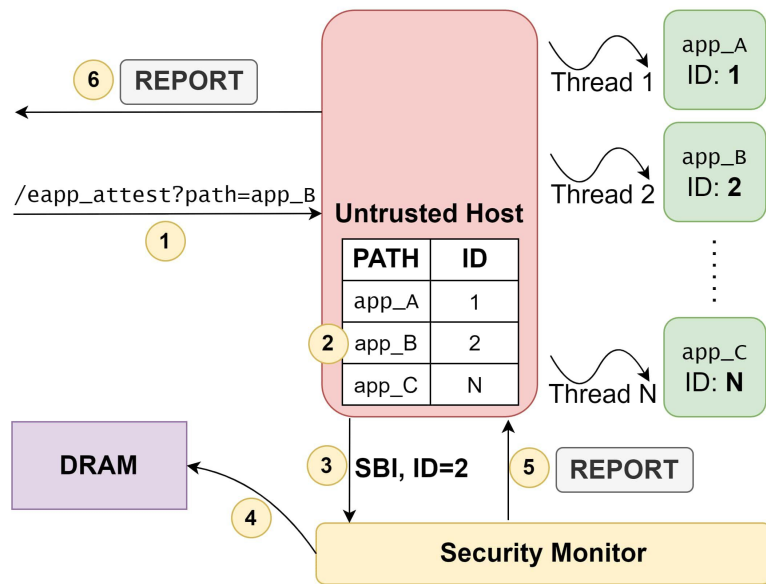 6 REPORT
/eapp_attest?path=app_B
1
Untrusted Host
PATH ID
app_A 1
2 app_B 2
app_C N
Thread 1
app_A
ID: 1
Thread 2
app_B
ID: 2
Thread N
app_C
ID: N
DRAM
3 SBI, ID=2
5 REPORT
4
Security Monitor